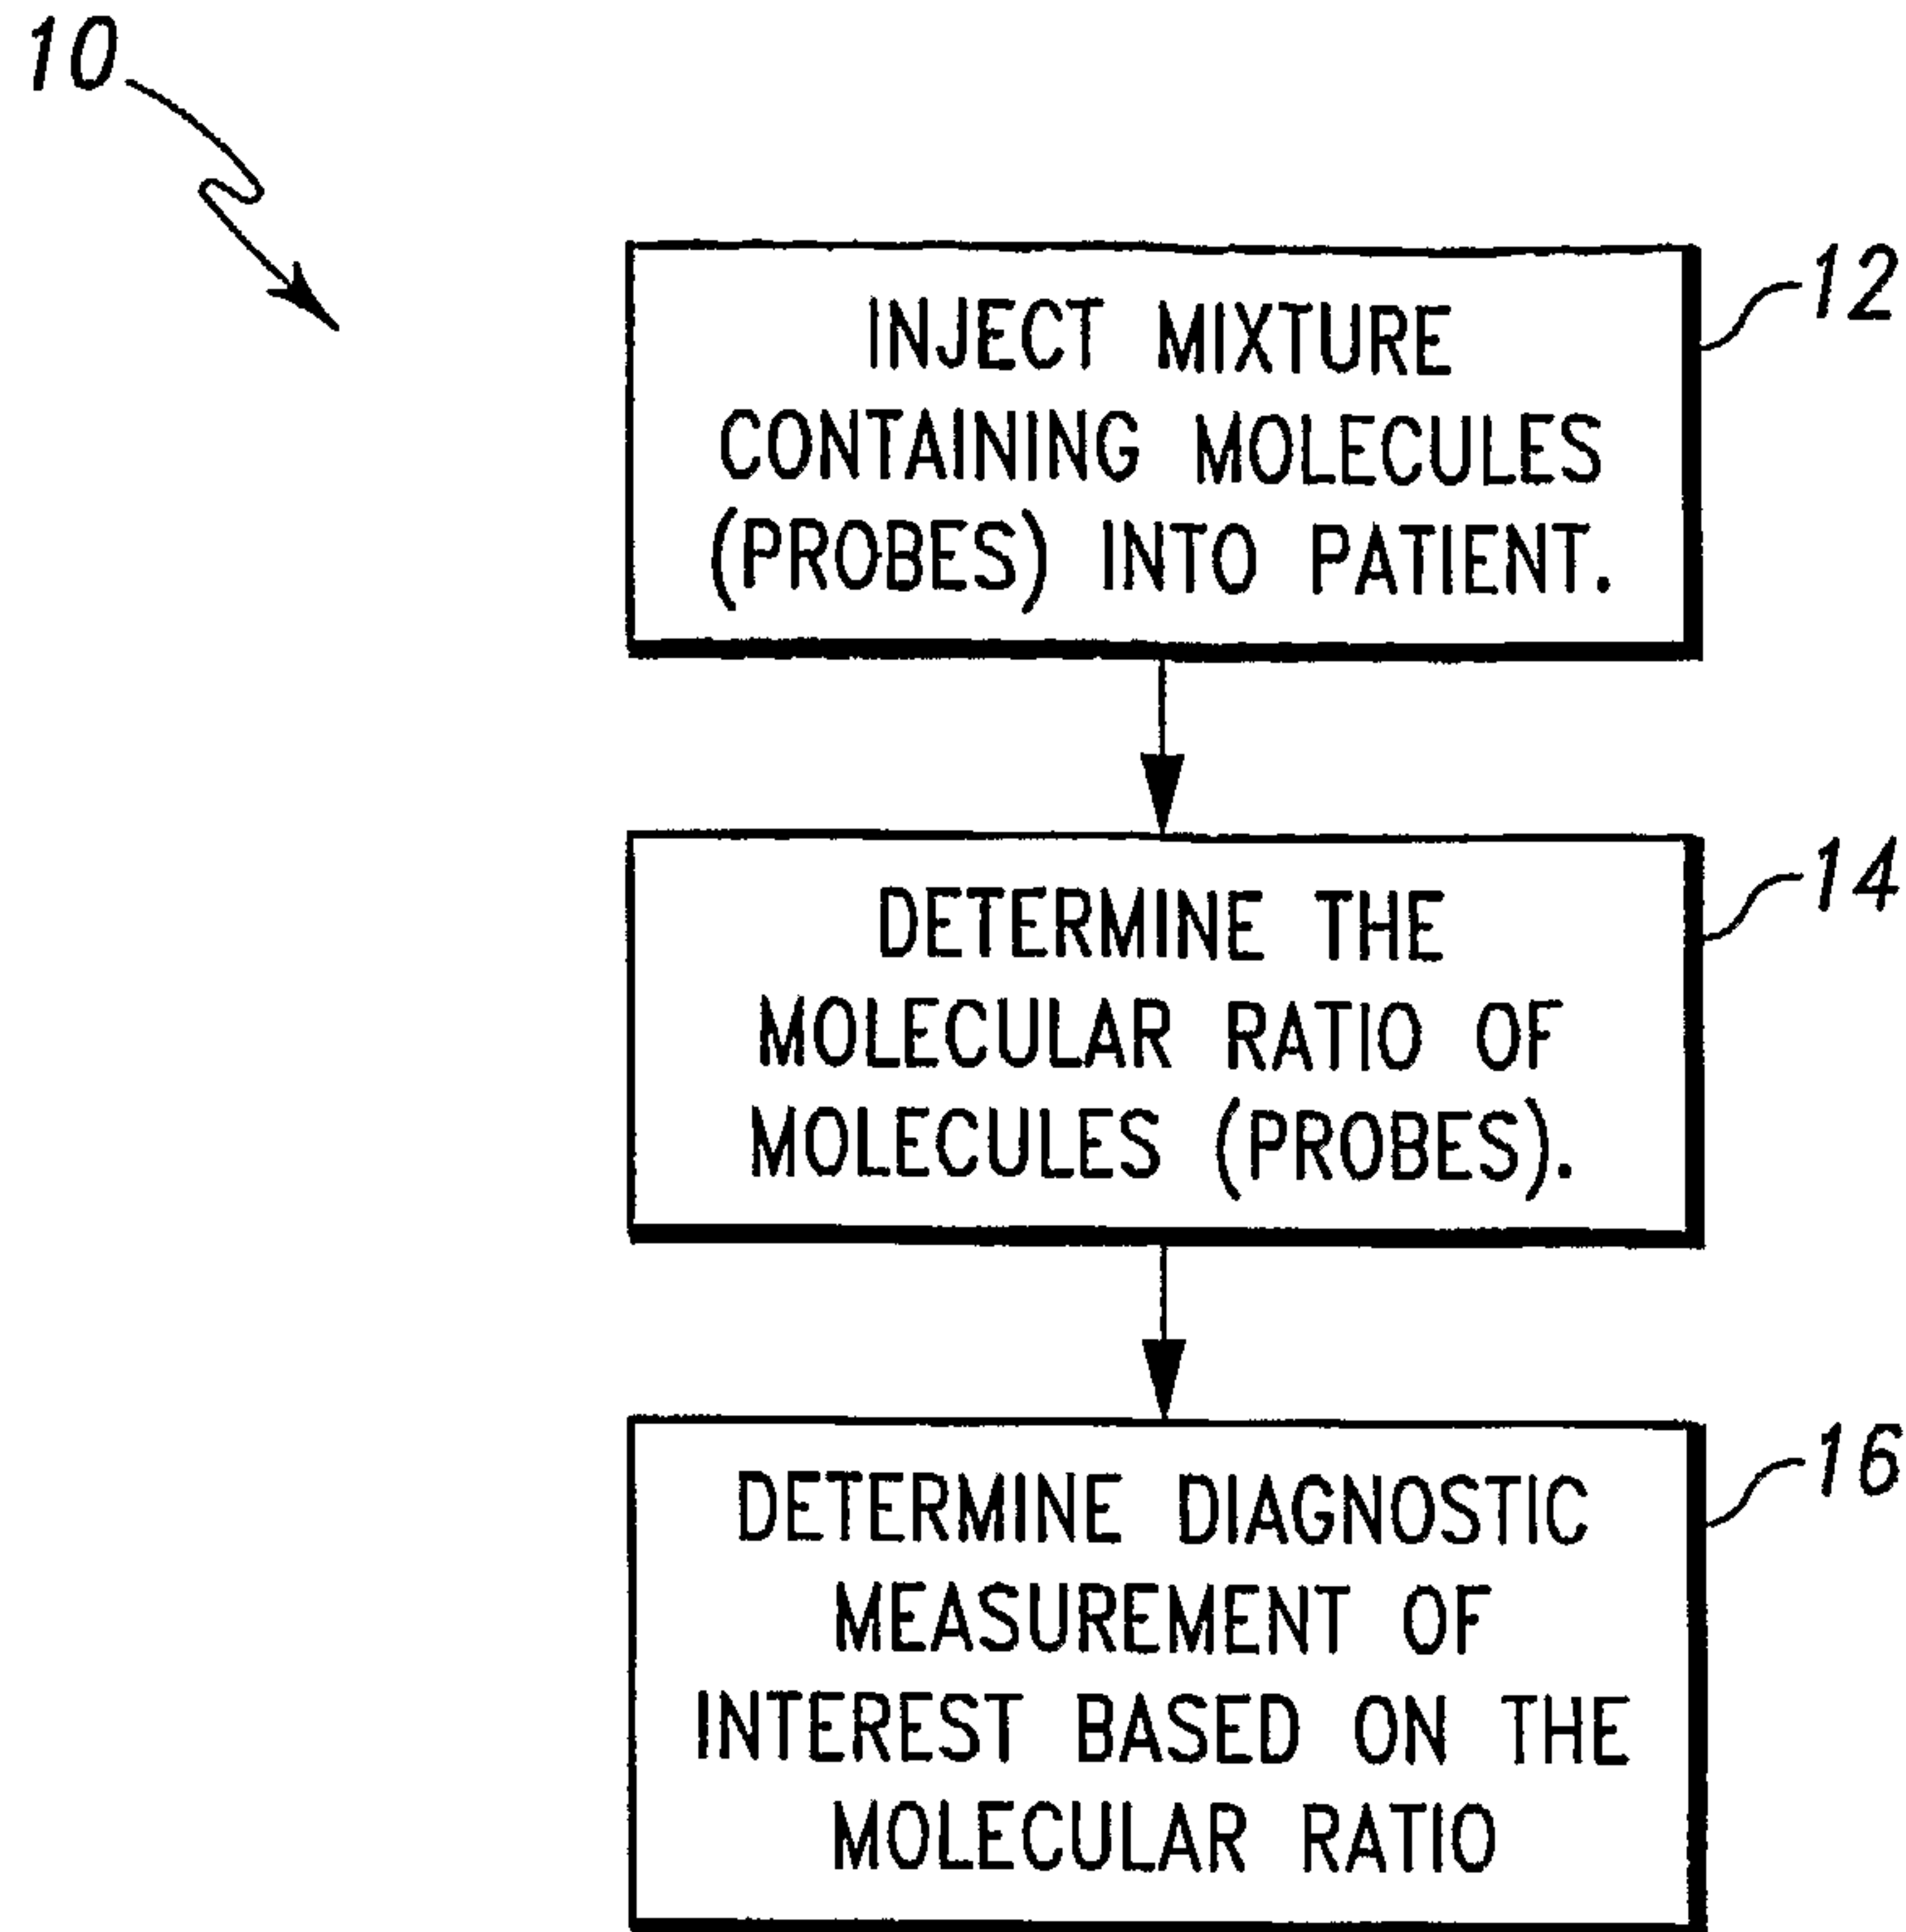 10
INJECT MIXTURE
CONTAINING MOLECULES
(PROBES) INTO PATIENT.
12
DETERMINE THE
MOLECULAR RATIO OF
MOLECULES (PROBES).
14
DETERMINE DIAGNOSTIC
MEASUREMENT OF
INTEREST BASED ON THE
MOLECULAR RATIO
16